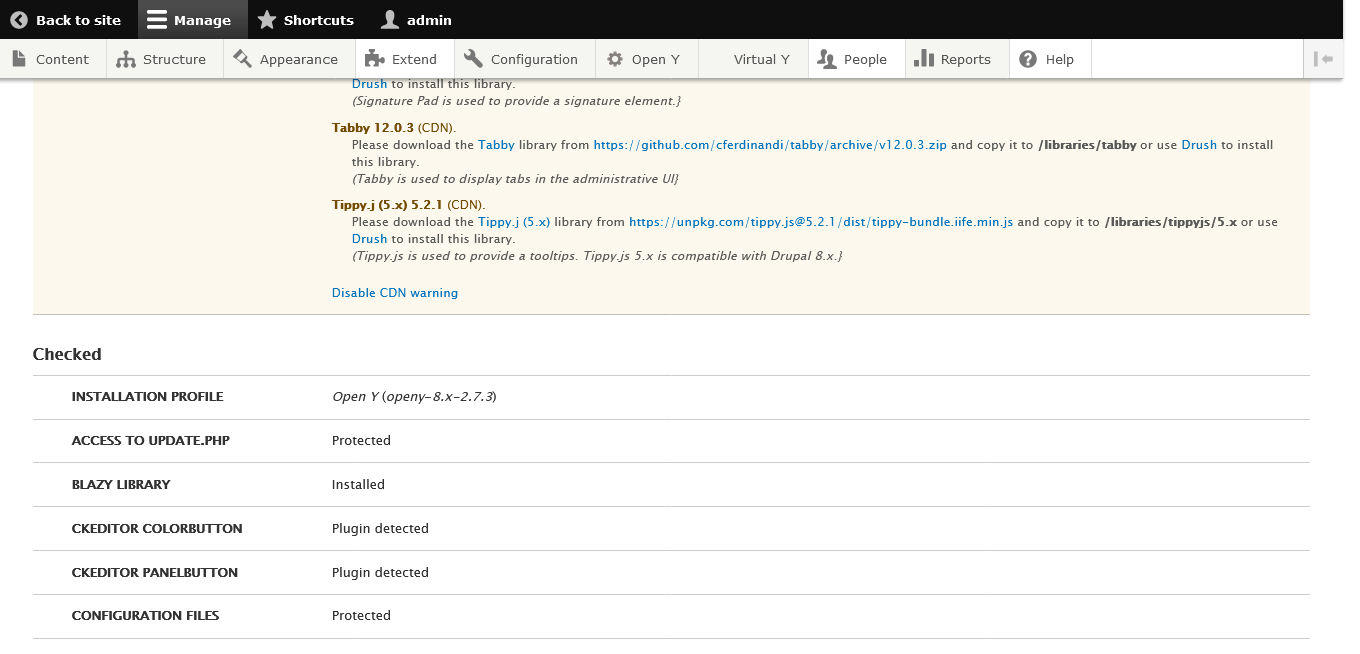 Back to site Manage Shortcuts admin
Content Structure Appearance Extend Configuration Open Y Virtual Y People Reports Help
Drush to install this library.
(Signature Pad is used to provide a signature element.}
Tabby 12.0.3 (CDN).
Please download the Tabby library from https://github.com/cferdinandi/tabby/archive/v12.0.3.zip and copy it to /libraries/tabby or use Drush to install
this library.
(Tabby is used to display tabs in the administrative UI}
Tippy.j (5.x) 5.2.1 (CDN).
Please download the Tippy.j (5.x) library from https://unpkg.com/tippy.js@5.2.1/dist/tippy-bundle.iife.min.js and copy it to /libraries/tippyjs/5.x or use
Drush to install this library.
(Tippy.js is used to provide a tooltips. Tippy.js 5.x is compatible with Drupal 8.x.}
Disable CDN warning
Checked
INSTALLATION PROFILE Open Y (openy-8.x-2.7.3)
ACCESS TO UPDATE.PHP Protected
BLAZY LIBRARY Installed
CKEDITOR COLORBUTTON Plugin detected
CKEDITOR PANELBUTTON Plugin detected
CONFIGURATION FILES Protected